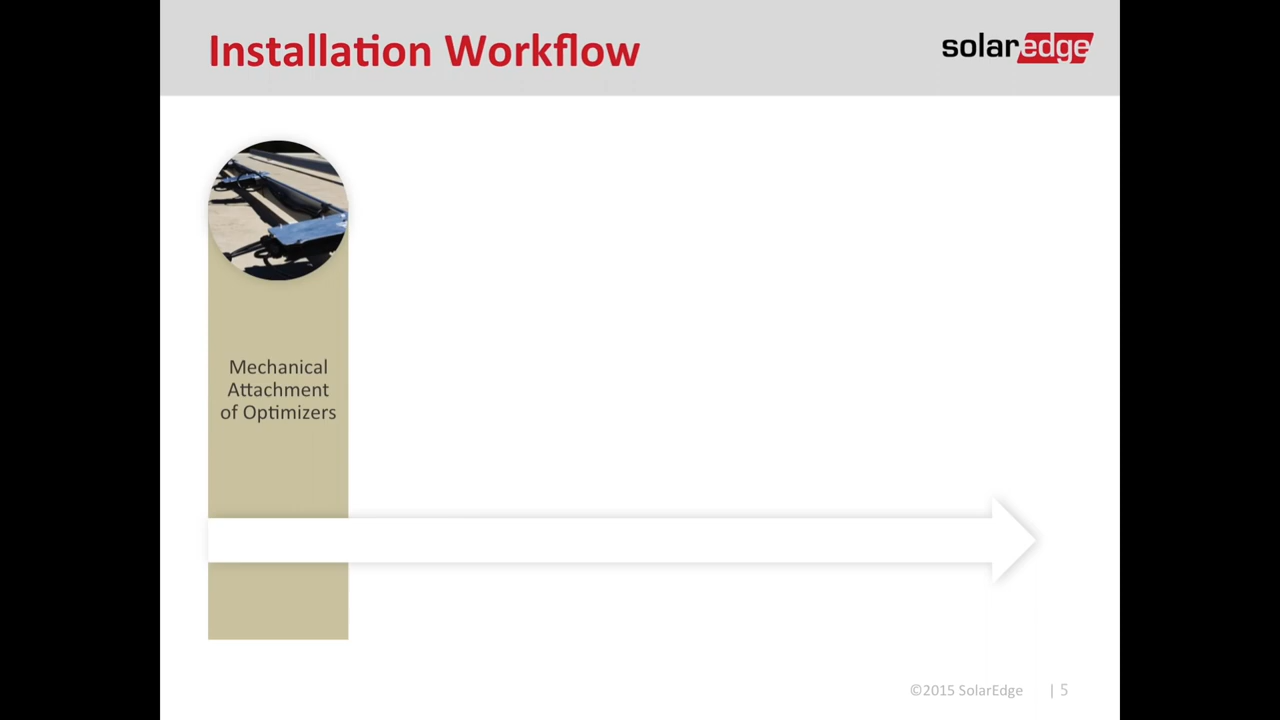 Installation Workflow
solaredge
Mechanical
Attachment
of Optimizers
©2015 SolarEdge | 5